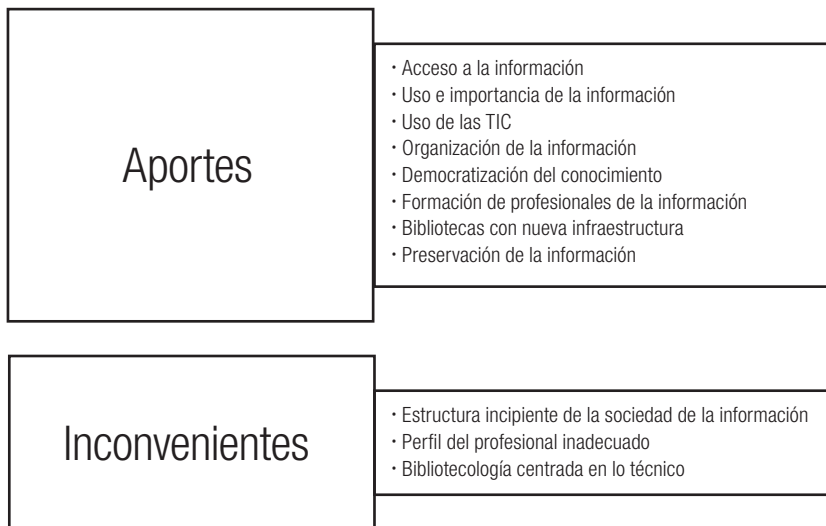 Aportes
· Acceso a la información
· Uso e importancia de la información
· Uso de las TIC
· Organización de la información
· Democratización del conocimiento
· Formación de profesionales de la información
· Bibliotecas con nueva infraestructura
· Preservación de la información
Inconvenientes
· Estructura incipiente de la sociedad de la información
· Perfil del profesional inadecuado
· Bibliotecología centrada en lo técnico